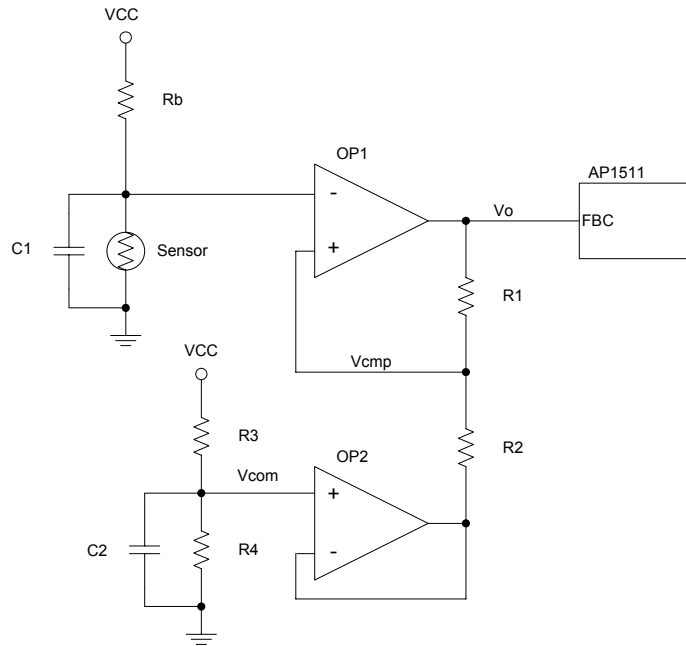 VCC
Rb
OP1
AP1511
-
Vo
FBC
C1
Sensor
+
R1
VCC
Vcmp
R3
R2
OP2
Vcom
+
C2
R4
-